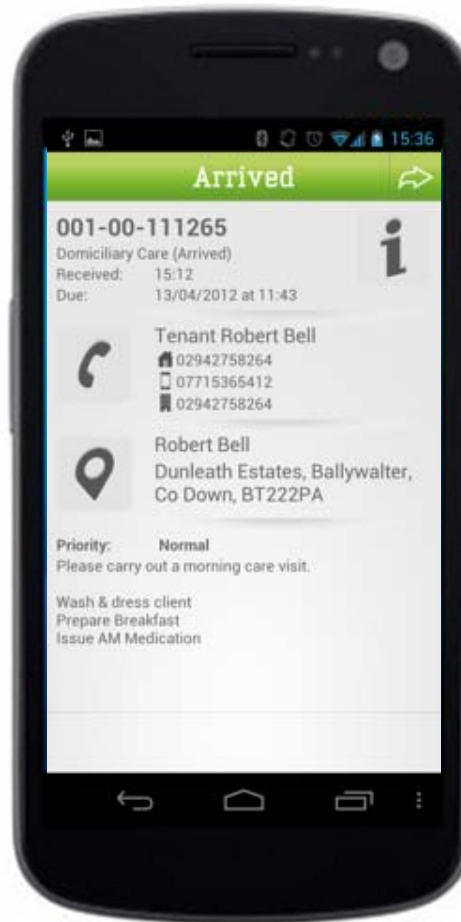 15:36
Arrived
001-00-111265
Domiciliary Care (Arrived)
Received: 15:12
Due: 13/04/2012 at 11:43
Tenant Robert Bell
02942758264
07715365412
02942758264
Robert Bell
Dunleath Estates, Ballywalter,
Co Down, BT222PA
Priority: Normal
Please carry out a morning care visit.
Wash & dress client
Prepare Breakfast
Issue AM Medication